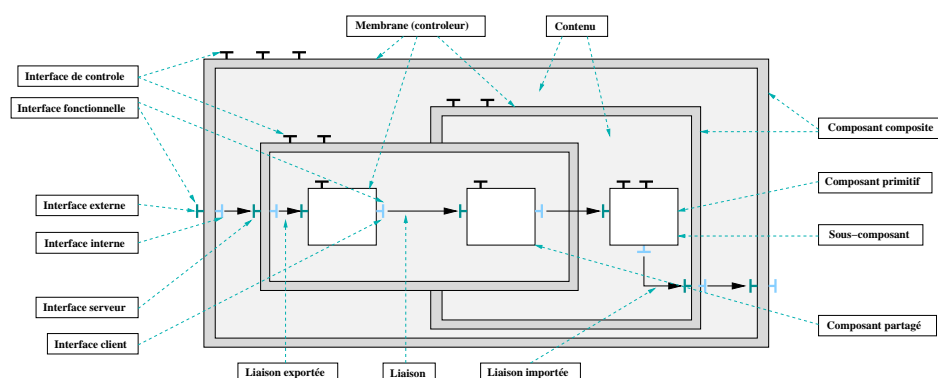 Membrane (controleur)
Contenu
Interface de controle
Interface fonctionnelle
Composant composite
Composant primitif
Interface externe
Sous−composant
Interface interne
Interface serveur
Composant partagé
Interface client
Liaison exportée
Liaison
Liaison importée